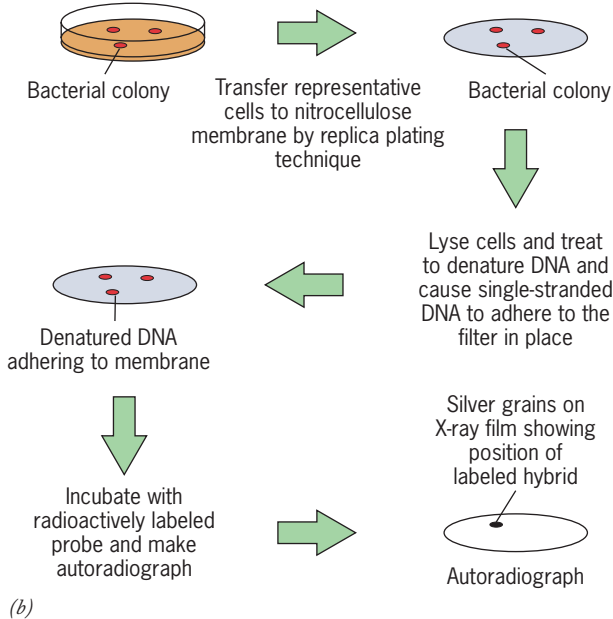 Bacterial colony
Transfer representative
cells to nitrocellulose
membrane by replica plating
technique
Bacterial colony
Lyse cells and treat
to denature DNA and
cause single-stranded
DNA to adhere to the
filter in place
Denatured DNA
adhering to membrane
Incubate with
radioactively labeled
probe and make
autoradiograph
Silver grains on
X-ray film showing
position of
labeled hybrid
Autoradiograph
(b)